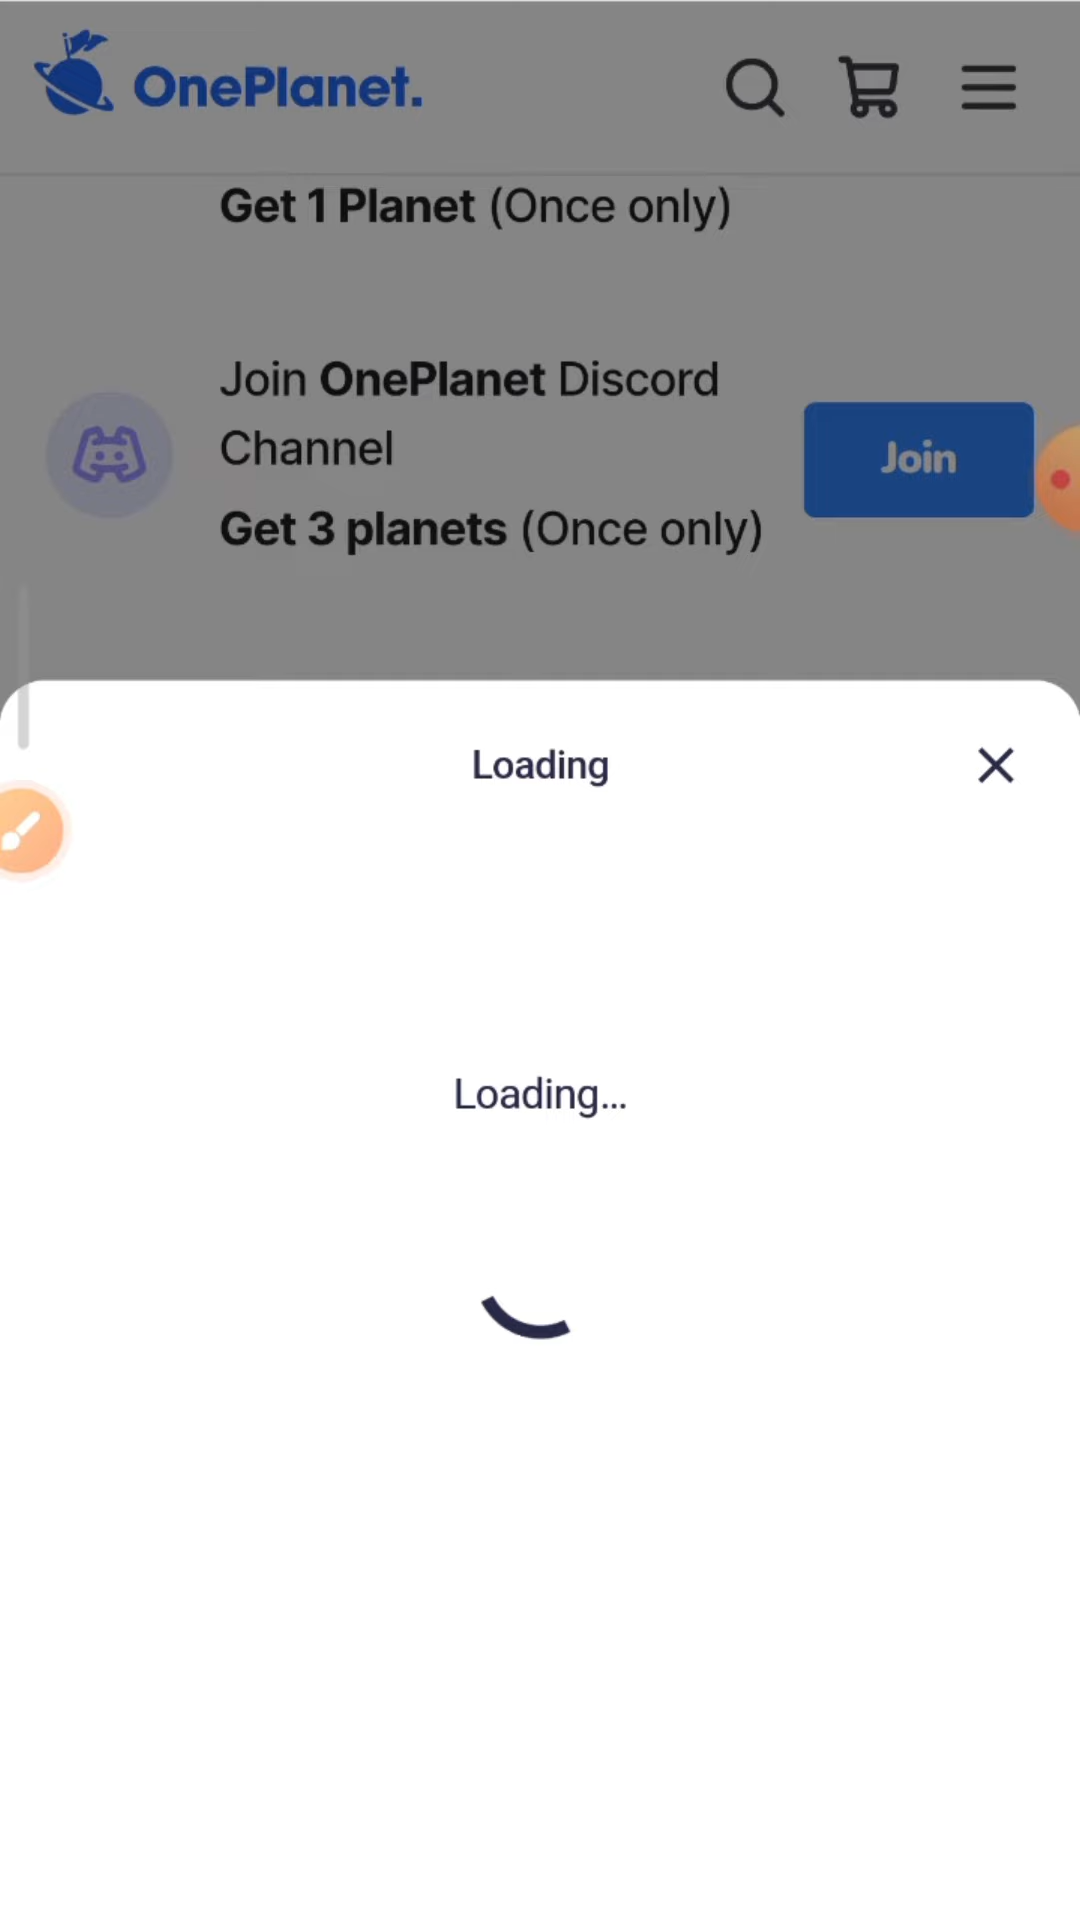 OnePlanet.
Get 1 Planet (Once only)
Join OnePlanet Discord
Channel
Join
Get 3 planets (Once only)
Loading
Loading...